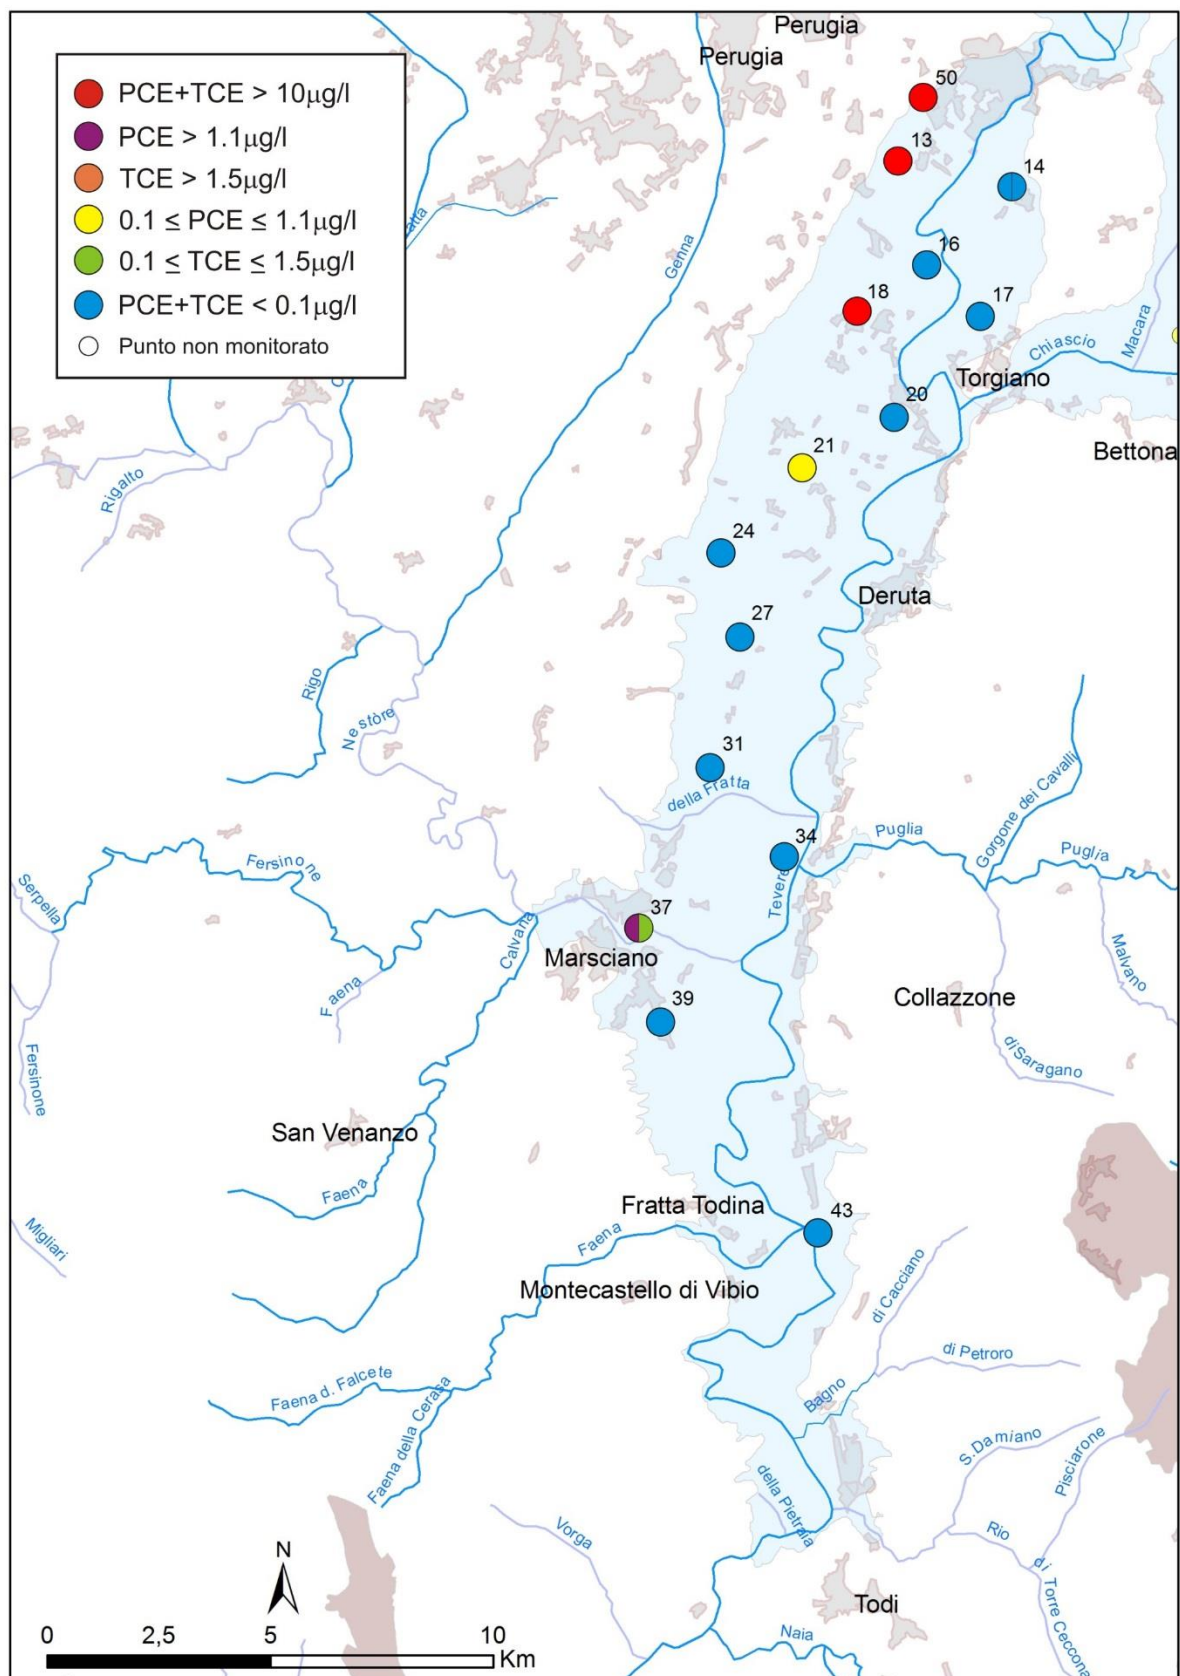 Perugia
Perugia
PCE+TCE > 10µg/l
PCE > 1.1µg/l
TCE > 1.5µg/l
0.1 ≤ PCE ≤ 1.1µg/l
0.1 ≤ TCE ≤ 1.5µg/l
PCE+TCE < 0.1µg/l
Punto non monitorato
50
13
14
Genna
16
17
18
Chiascio
Macara
Torgiano
20
Bettona
21
Rigalto
24
Deruta
27
Rigo
Nestòre
31
della Fratta
Gorgone dei Cavalli
34
Puglia
Puglia
Fersinone
Serpella
Tevere
37
Calvana
Marsciano
Malvano
Faena
39
Collazzone
diSaragano
Fersinone
San Venanzo
Faena
Fratta Todina
43
Migliari
Faena
di Cacciano
Montecastello di Vibio
di Petroro
Faena d. Falcete
Bagno
Faena della Cerasa
S.Damiano
Pisciarone
della Pietraia
Vorga
Rio
N
di Torre Ceccona
Todi
Naia
0 2,5 5 10
Km